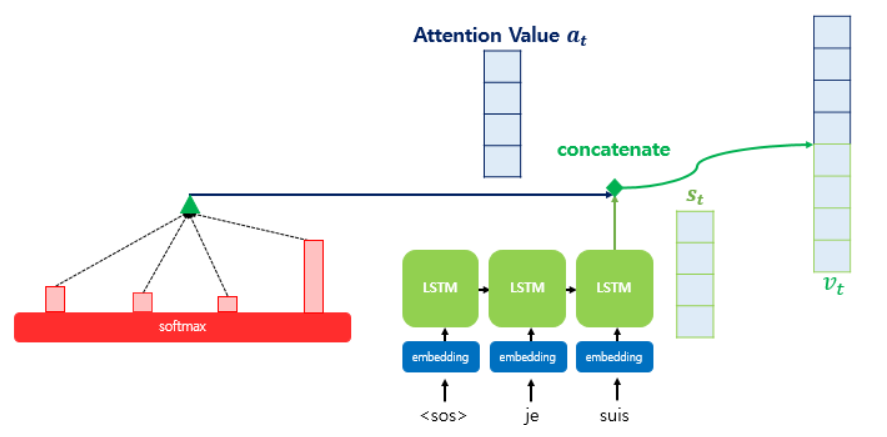 Attention Value a_t
concatenate
s_t
v_t
LSTM
LSTM
LSTM
softmax
embedding
embedding
embedding
<sos>
je
suis